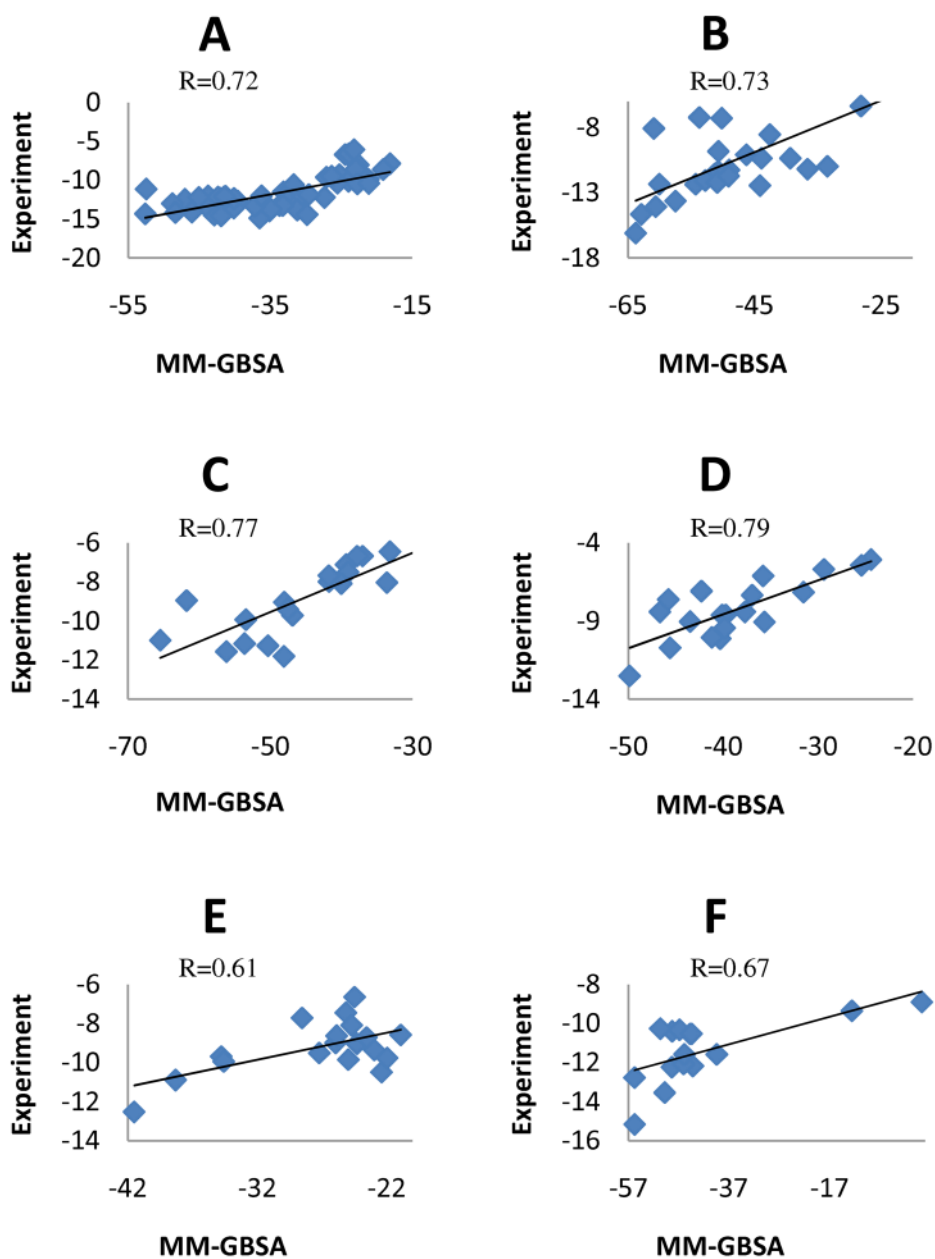 A
R=0.72
Experiment
0
-5
-10
-15
-20
-55
-35
-15
MM-GBSA
B
R=0.73
Experiment
-8
-13
-18
-65
-45
-25
MM-GBSA
C
R=0.77
Experiment
-6
-8
-10
-12
-14
-70
-50
-30
MM-GBSA
D
R=0.79
Experiment
-4
-9
-14
-50
-40
-30
-20
MM-GBSA
E
R=0.61
Experiment
-6
-8
-10
-12
-14
-42
-32
-22
MM-GBSA
F
R=0.67
Experiment
-8
-10
-12
-14
-16
-57
-37
-17
MM-GBSA